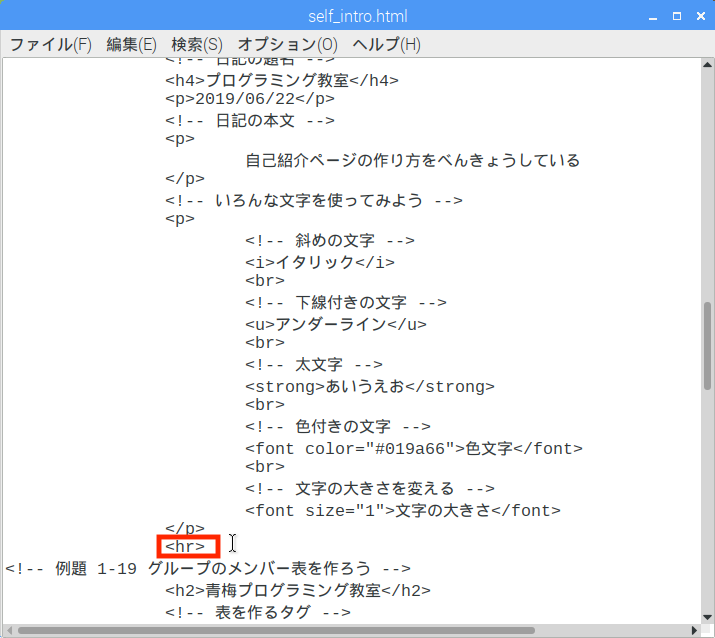 self_intro.html
ファイル(F) 編集(E) 検索(S) オプション(O) ヘルプ(H)
<!-- 日記の題名 -->
<h4>プログラミング教室</h4>
<p>2019/06/22</p>
<!-- 日記の本文 -->
<p>
自己紹介ページの作り方をべんきょうしている
</p>
<!-- いろんな文字を使ってみよう -->
<p>
<!-- 斜めの文字 -->
<i>イタリック</i>
<br>
<!-- 下線付きの文字 -->
<u>アンダーライン</u>
<br>
<!-- 太文字 -->
<strong>あいうえお</strong>
<br>
<!-- 色付きの文字 -->
<font color="#019a66">色文字</font>
<br>
<!-- 文字の大きさを変える -->
<font size="1">文字の大きさ</font>
</p>
<hr>
<!-- 例題 1-19 グループのメンバー表を作ろう -->
<h2>青梅プログラミング教室</h2>
<!-- 表を作るタグ -->